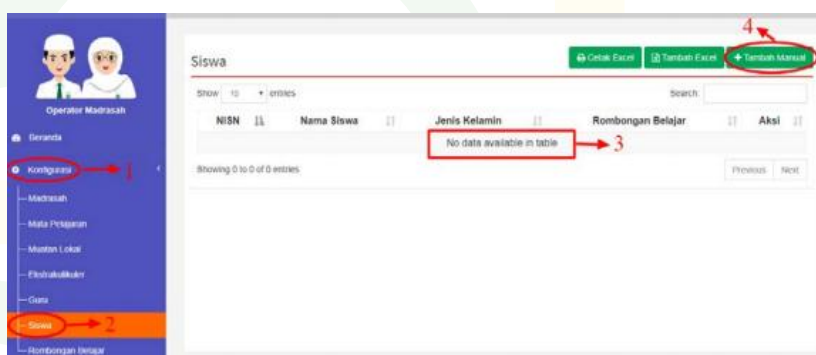 4
Siswa
Cetak Excel
Tambah Excel
+ Tambah Manual
Show 10 entries
Search:
Operator Madrasah
NISN
Nama Siswa
Jenis Kelamin
Rombongan Belajar
Aksi
Beranda
No data available in table
3
Konfigurasi
1
Showing 0 to 0 of 0 entries
Previous
Next
Madrasah
Mata Pelajaran
Muatan Lokal
Ekstrakulikuler
Guru
Siswa
2
Rombongan Belajar